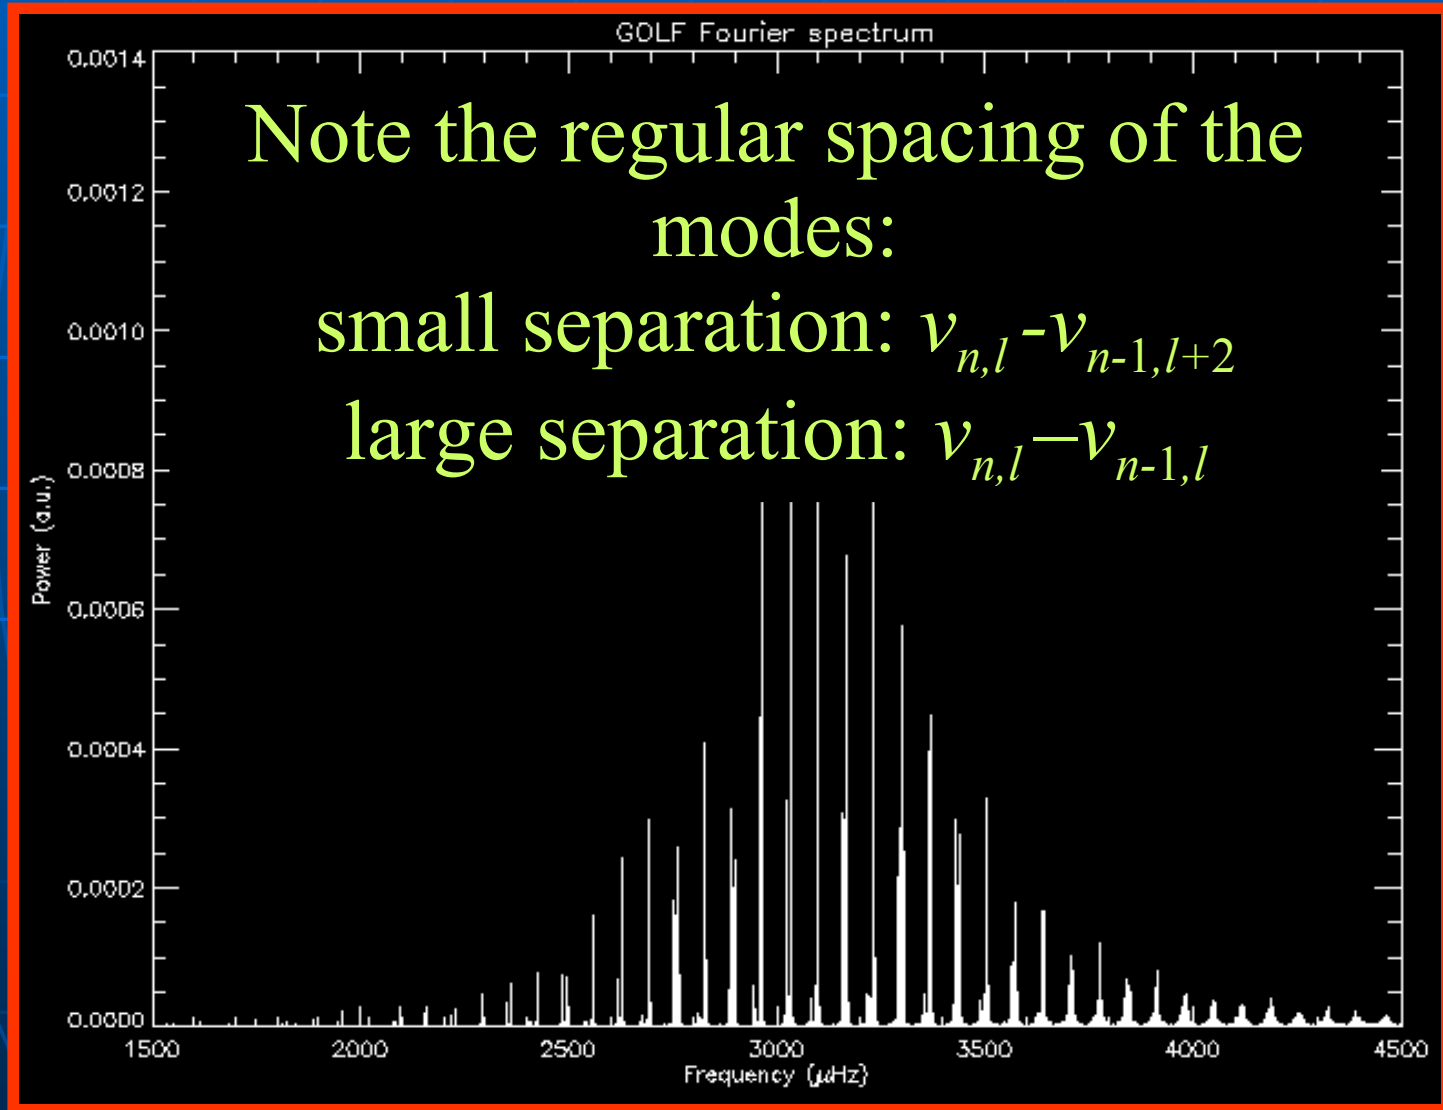 GOLF Fourier spectrum
Note the regular spacing of the
modes:
small separation: νn,l -νn-1,l+2
large separation: νn,l–νn-1,l
Power (a.u.)
0.0014
0.0012
0.0010
0.0008
0.0006
0.0004
0.0002
0.0000
1500 2000 2500 3000 3500 4000 4500
Frequency (μHz)